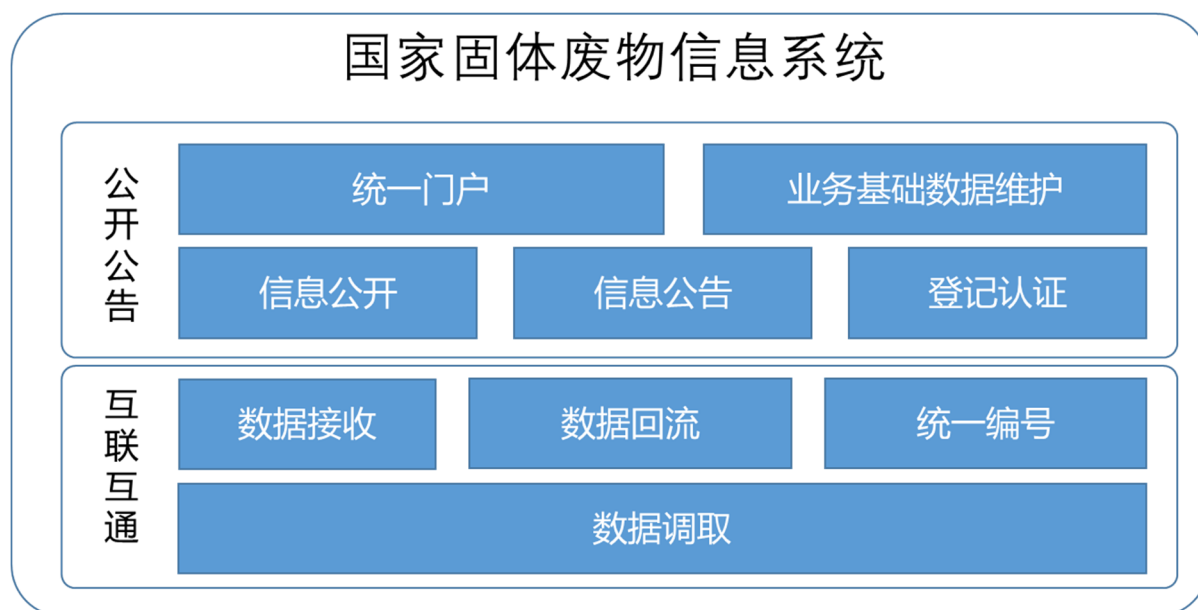 国家固体废物信息系统
公开公告
统一门户
业务基础数据维护
信息公开
信息公告
登记认证
互联互通
数据接收
数据回流
统一编号
数据调取